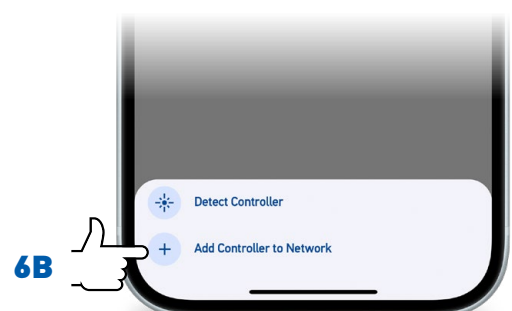 Detect Controller
6B
+ Add Controller to Network